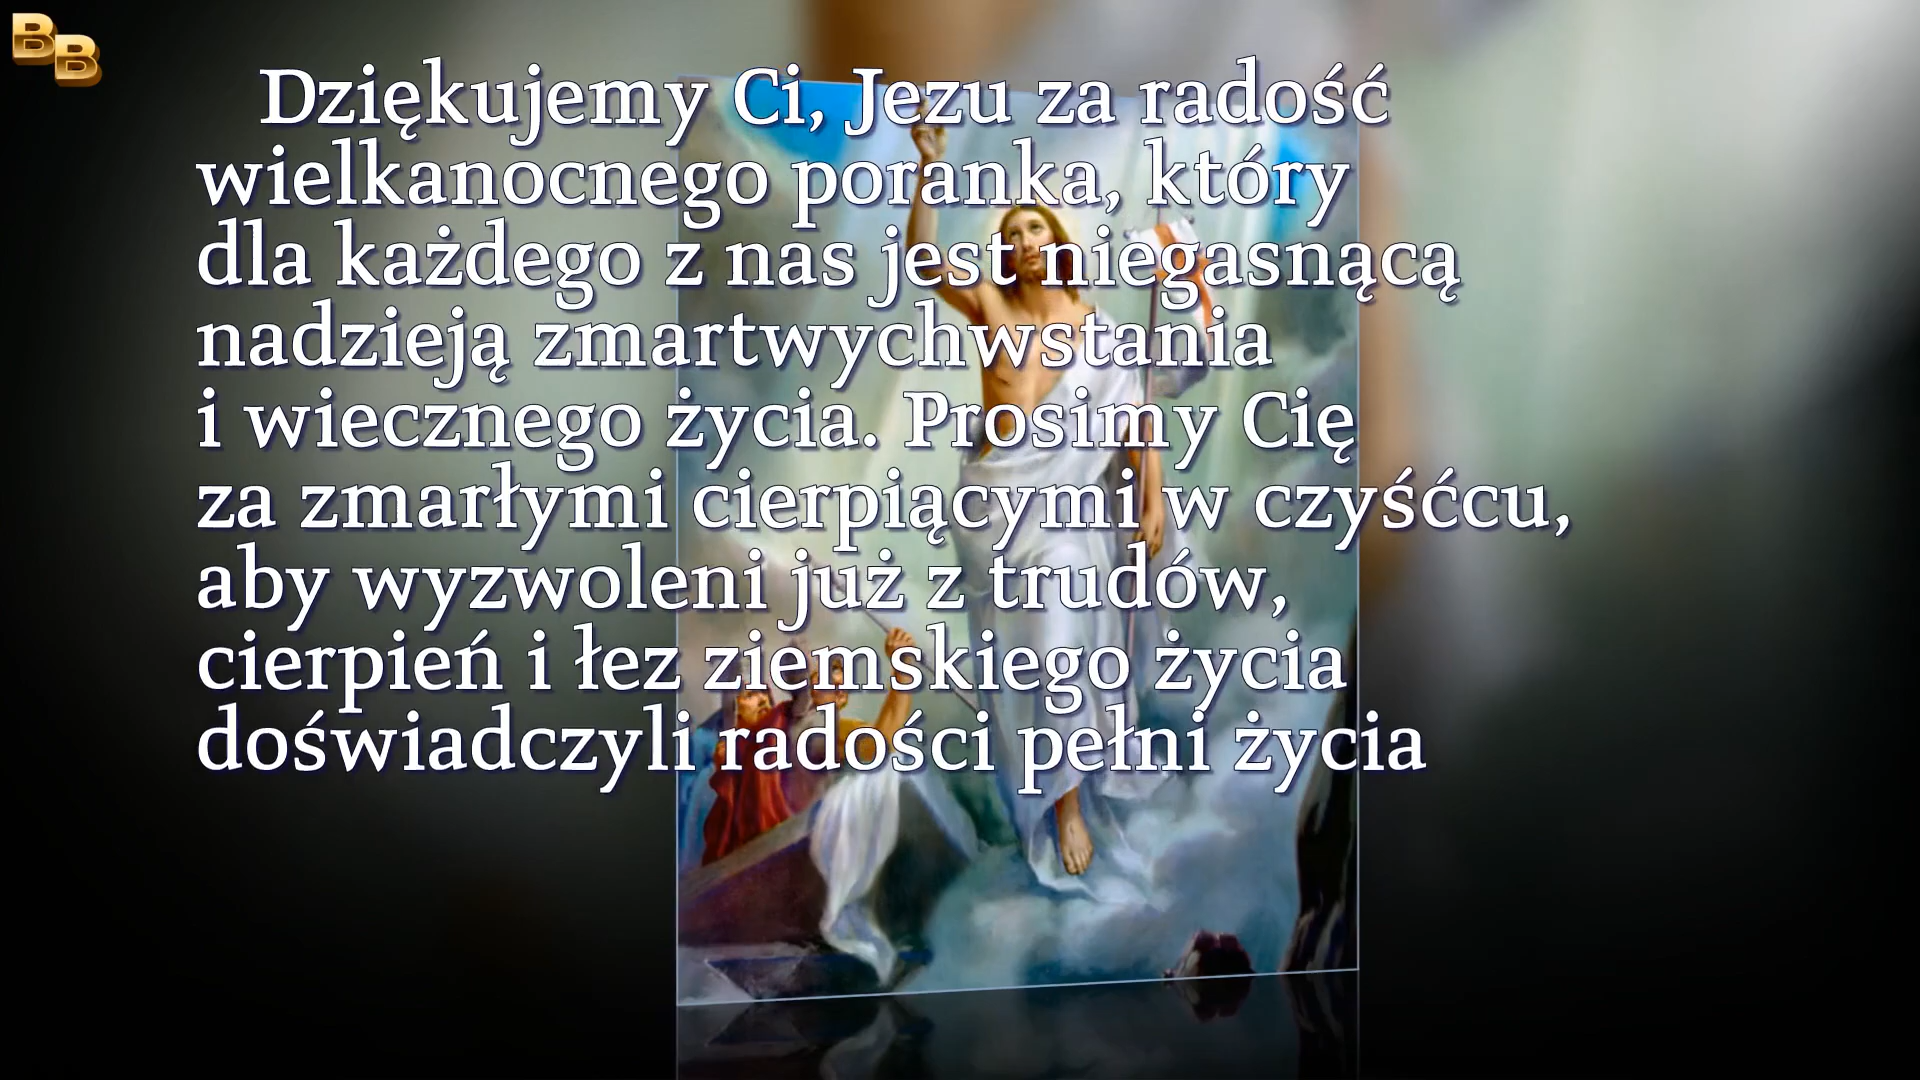 BB
Dziękujemy Ci, Jezu za radość
wielkanocnego poranka, który
dla każdego z nas jest niegasnącą
nadzieją zmartwychwstania
i wiecznego życia. Prosimy Cię
za zmarłymi cierpiącymi w czyśćcu,
aby wyzwoleni już z trudów,
cierpień i łez ziemskiego życia
doświadczyli radości pełni życia